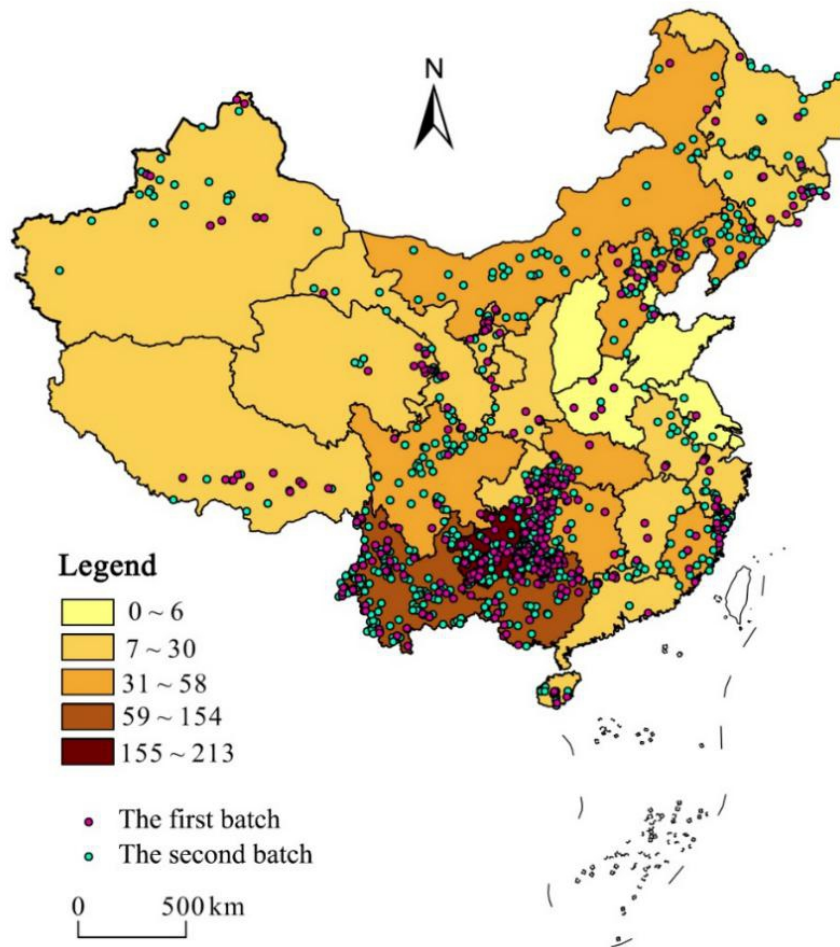 N
Legend
0 ~ 6
7 ~ 30
31 ~ 58
59 ~ 154
155 ~ 213
The first batch
The second batch
0 500 km